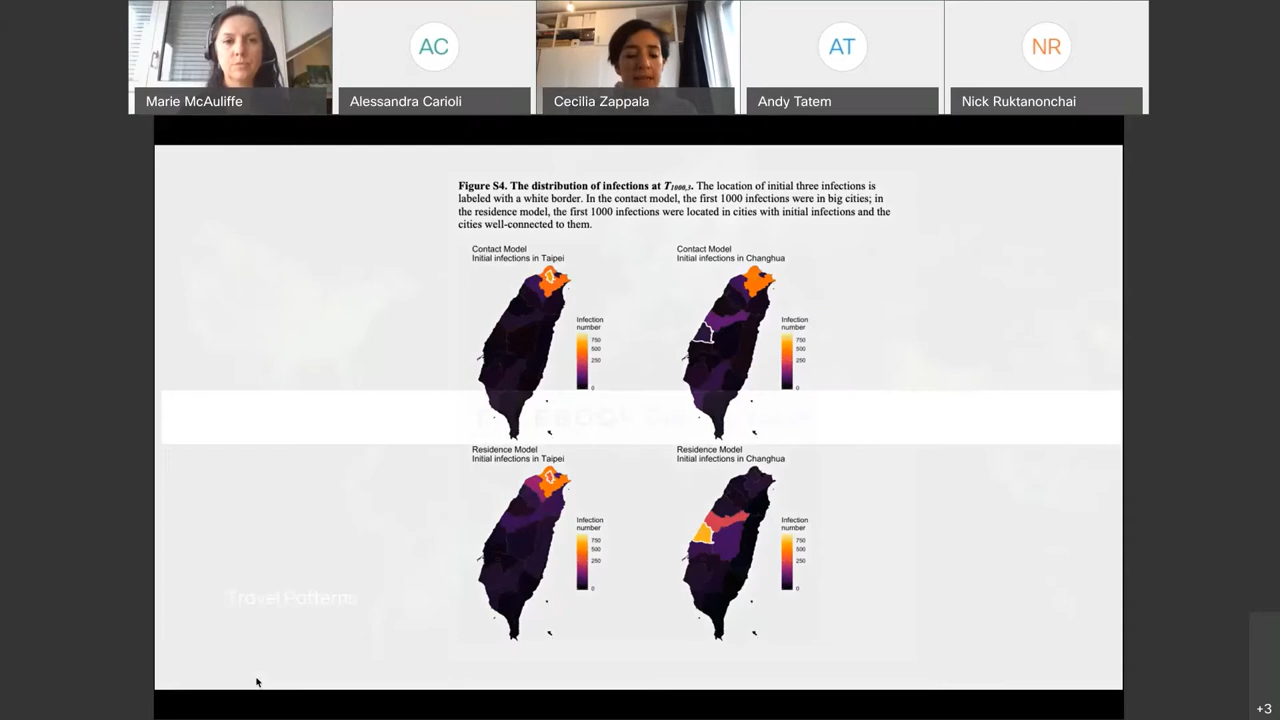 Marie McAuliffe
AC
Alessandra Carioli
Cecilia Zappala
AT
Andy Tatem
NR
Nick Ruktanonchai
Figure S4. The distribution of infections at T1000,3. The location of initial three infections is
labeled with a white border. In the contact model, the first 1000 infections were in big cities; in
the residence model, the first 1000 infections were located in cities with initial infections and the
cities well-connected to them.
Contact Model
Initial infections in Taipei
Infection
number
750
500
250
0
Contact Model
Initial infections in Changhua
Infection
number
750
500
250
0
Residence Model
Initial infections in Taipei
Infection
number
750
500
250
0
Residence Model
Initial infections in Changhua
Infection
number
750
500
250
0
Travel Patterns
+3